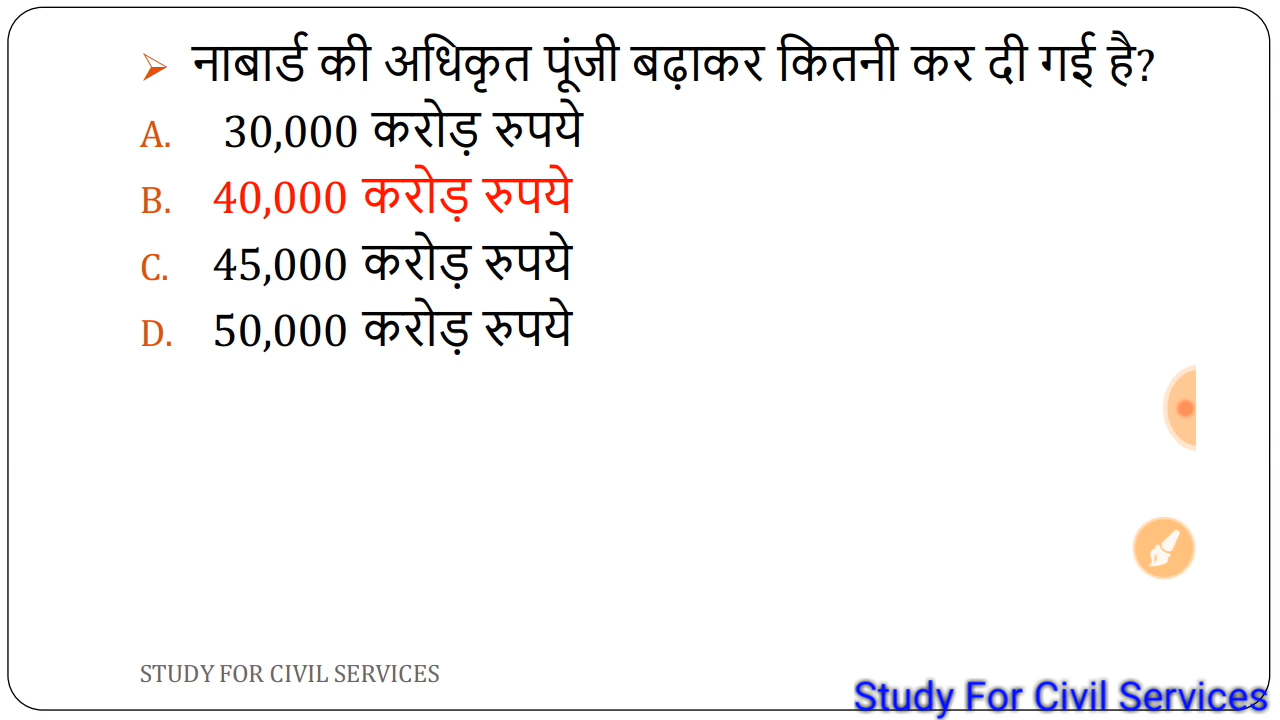 ➢ नाबार्ड की अधिकृत पूंजी बढ़ाकर कितनी कर दी गई है?
A. 30,000 करोड़ रुपये
B. 40,000 करोड़ रुपये
C. 45,000 करोड़ रुपये
D. 50,000 करोड़ रुपये
STUDY FOR CIVIL SERVICES
Study For Civil Services